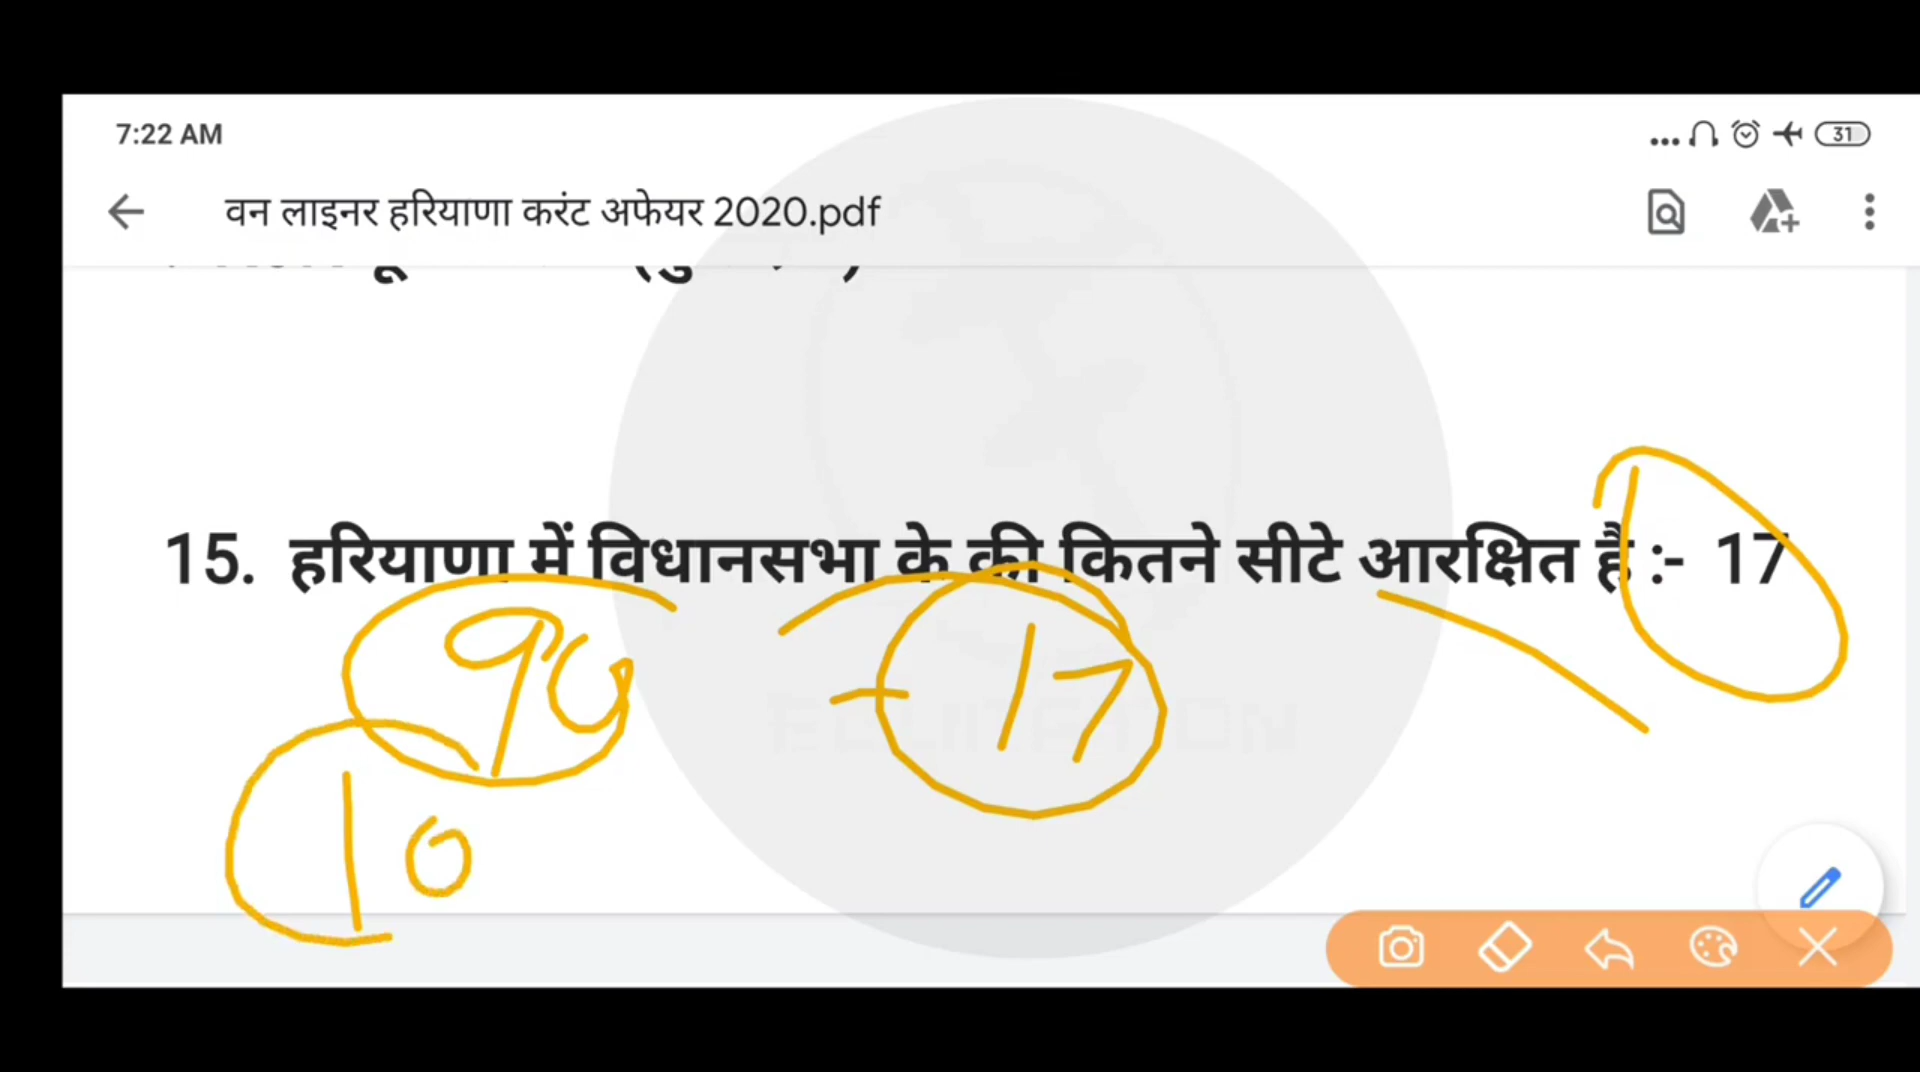 7:22 AM
31
वन लाइनर हरियाणा करंट अफेयर 2020.pdf
15. हरियाणा में विधानसभा के की कितने सीटे आरक्षित है :- 17
90 - 17
10